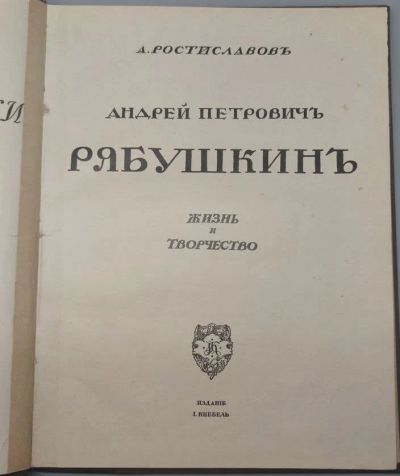 А. РОСТИСЛАВОВЪ
АНДРЕЙ ПЕТРОВИЧЪ
РЯБУШКИНЪ
ЖИЗНЬ
И
ТВОРЧЕСТВО
ИЗДАНІЕ
І. КНЕБЕЛЬ